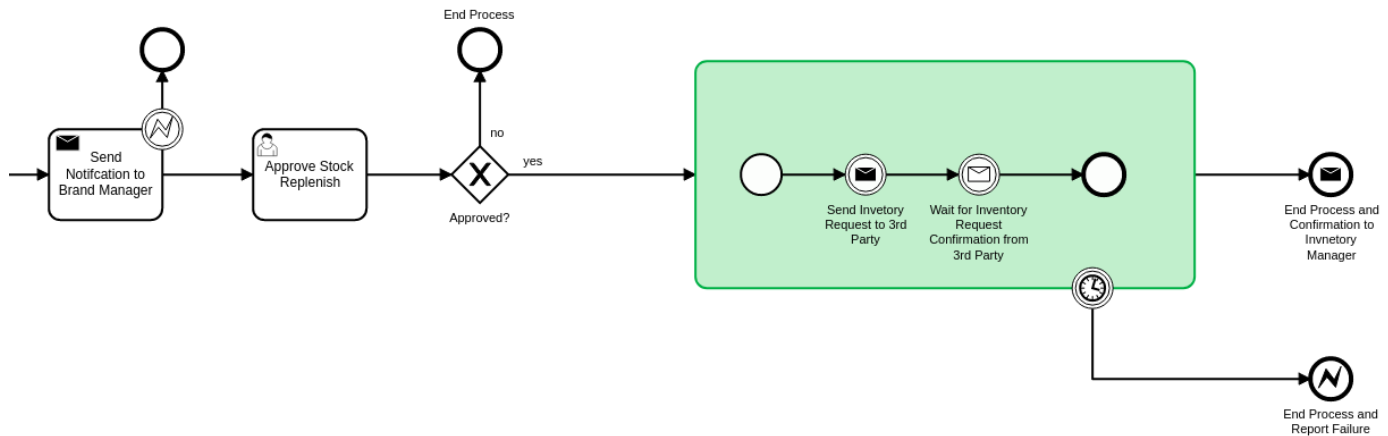 End Process
no
yes
Send
Notifcation to
Brand Manager
Approve Stock
Replenish
Approved?
Send Invetory
Request to 3rd
Party
Wait for Inventory
Request
Confirmation from
3rd Party
End Process and
Confirmation to
Invnetory
Manager
End Process and
Report Failure